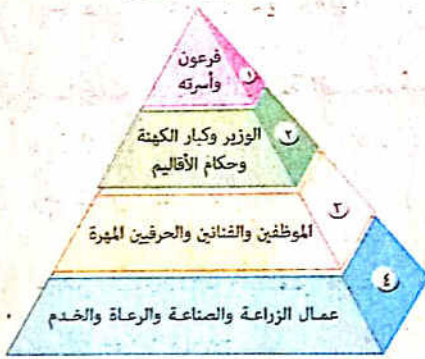 فرعون
وأسرته
١
الوزير وكبار الكهنة
وحكام الأقاليم
٢
الموظفين والفنانين والحرفيين المهرة
٣
عمال الزراعة والصناعة والرعاة والخدم
٤